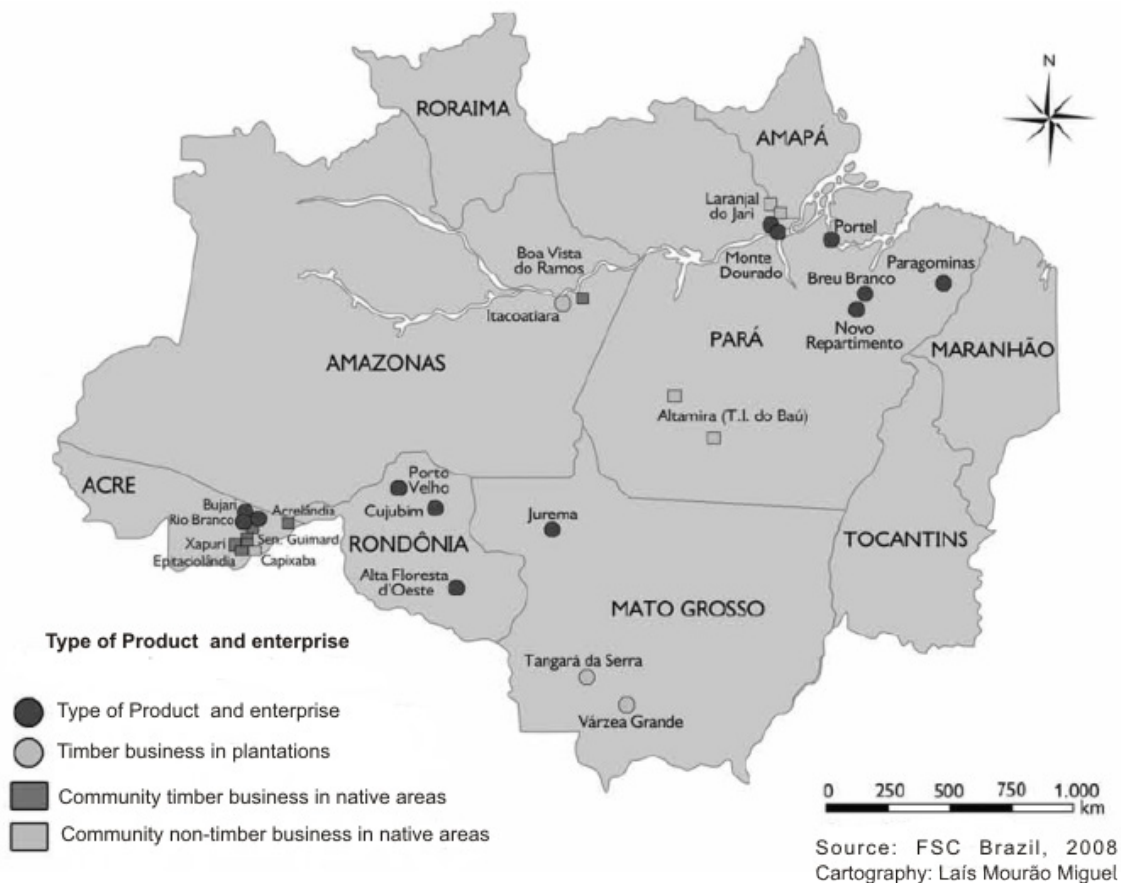 N
RORAIMA
AMAPÁ
Laranjal
do Jari
Portel
Boa Vista
do Ramos
Monte
Dourado
Paragominas
Breu Branco
Itacoatiara
Novo
Repartimento
PARÁ
MARANHÃO
AMAZONAS
Altamira (T.I. do Baú)
ACRE
Porto
Velho
Bujari
Acrelândia
Cujubim
Jurema
Rio Branco
Sen. Guimard
Xapuri
RONDÔNIA
TOCANTINS
Epitaciolândia
Capixaba
Alta Floresta
d'Oeste
MATO GROSSO
Type of Product and enterprise
Tangará da Serra
Type of Product and enterprise
Várzea Grande
Timber business in plantations
Community timber business in native areas
0 250 500 750 1.000
km
Community non-timber business in native areas
Source: FSC Brazil, 2008
Cartography: Laís Mourão Miguel